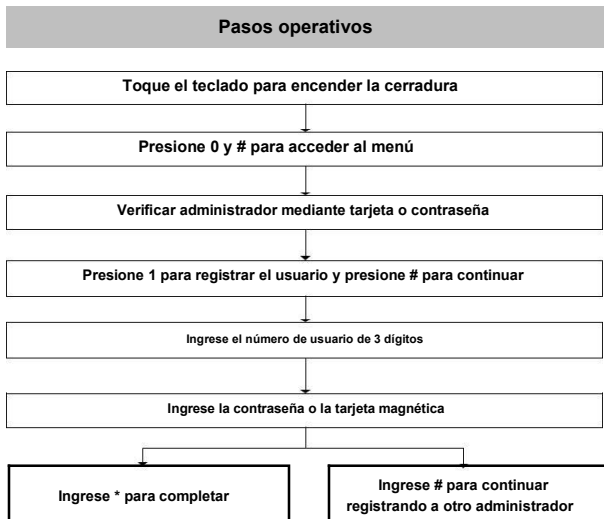 Pasos operativos
Toque el teclado para encender la cerradura
Presione 0 y # para acceder al menú
Verificar administrador mediante tarjeta o contraseña
Presione 1 para registrar el usuario y presione # para continuar
Ingrese el número de usuario de 3 dígitos
Ingrese la contraseña o la tarjeta magnética
Ingrese * para completar
Ingrese # para continuar
registrando a otro administrador